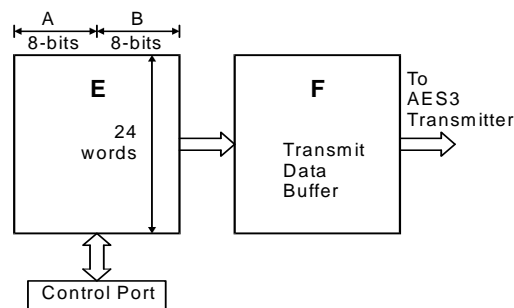 A B
8-bits 8-bits
E
24
words
F
Transmit
Data
Buffer
To
AES3
Transmitter
Control Port